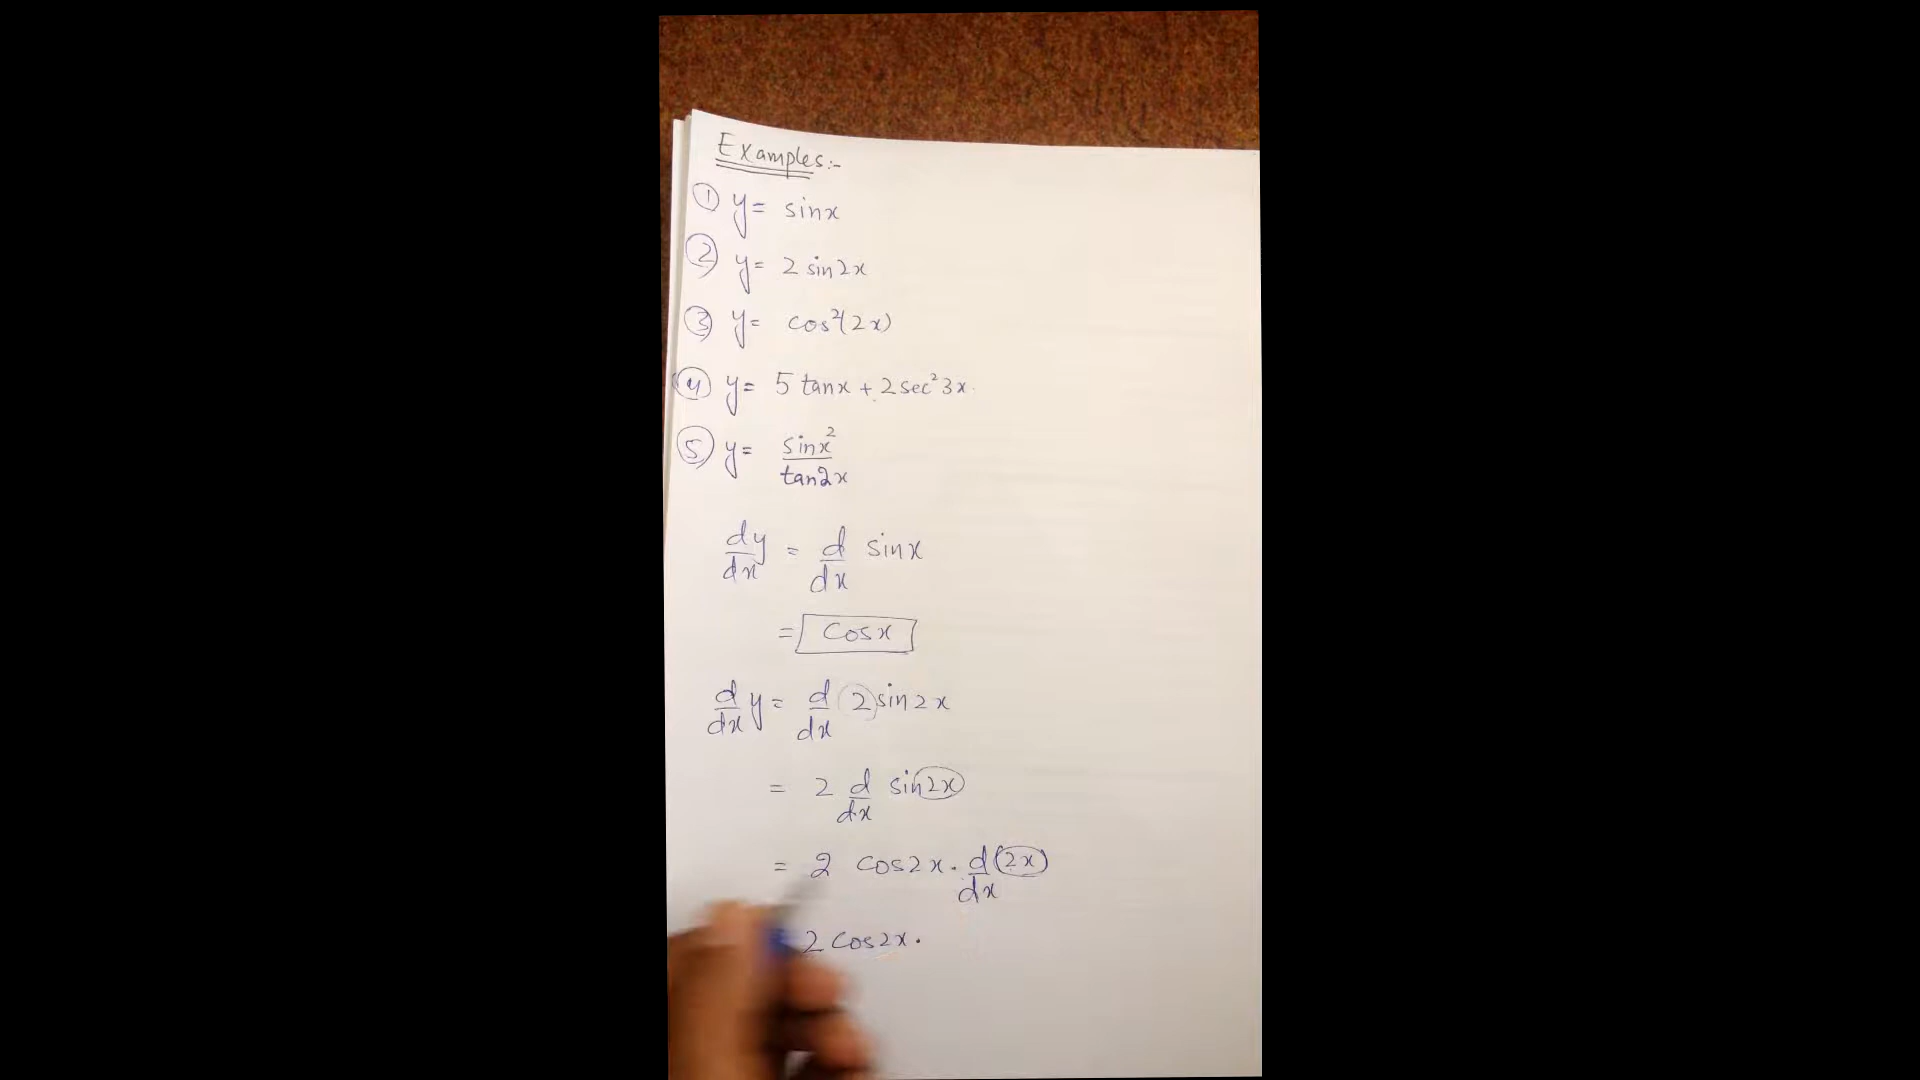 Examples:-
① y= sinx
② y= 2 sin2x
③ y= cos²(2x)
④ y= 5 tanx + 2sec²3x
⑤ y= sinx² / tan2x
dy/dx = d/dx sinx
= cosx
d/dx y = d/dx 2 sin2x
= 2 d/dx sin2x
= 2 cos2x · d(2x)/dx
2 cos2x ·